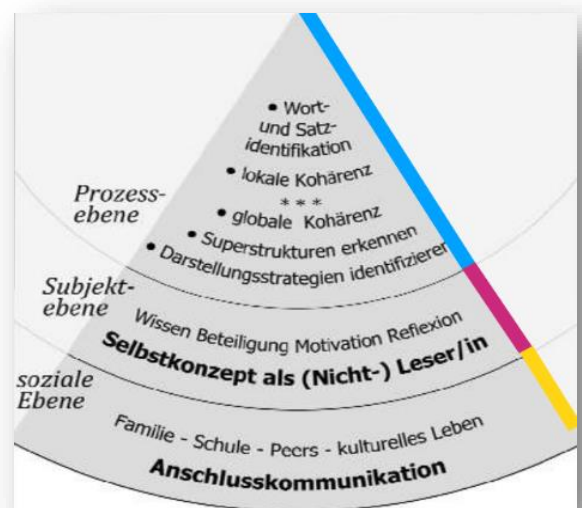 • Wort-
und Satz-
identifikation
• lokale Kohärenz
* * *
• globale Kohärenz
• Superstrukturen erkennen
• Darstellungsstrategien identifizieren
Prozess-
ebene
Wissen Beteiligung Motivation Reflexion
Selbstkonzept als (Nicht-) Leser/in
Subjekt-
ebene
Familie - Schule - Peers - kulturelles Leben
Anschlusskommunikation
soziale
Ebene